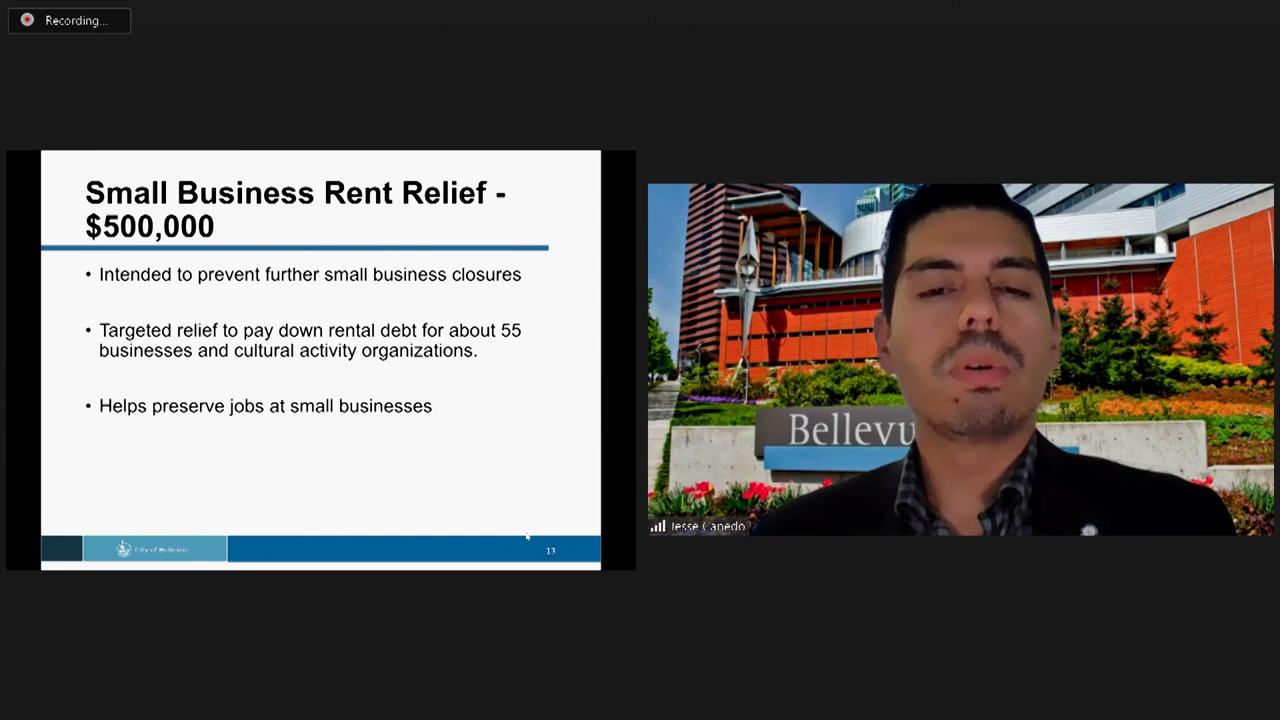 Recording...
Small Business Rent Relief -
$500,000
• Intended to prevent further small business closures
• Targeted relief to pay down rental debt for about 55
businesses and cultural activity organizations.
• Helps preserve jobs at small businesses
City of Bellevue
13
Bellevu
Jesse Canedo